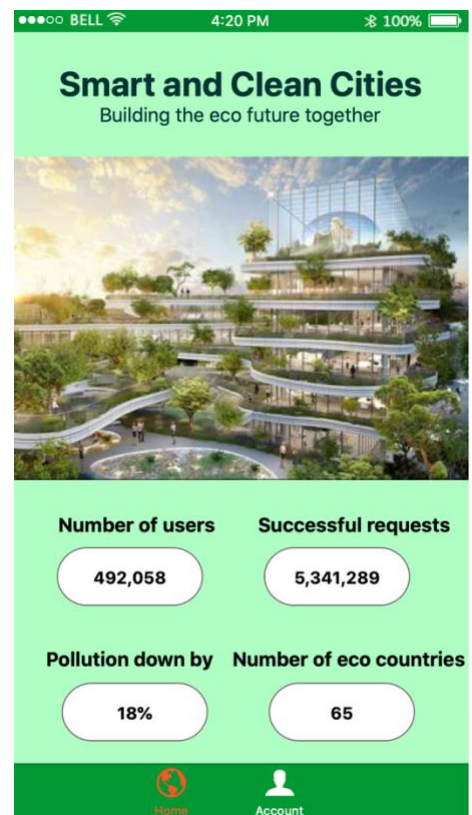 BELL 4:20 PM 100%
Smart and Clean Cities
Building the eco future together
Number of users Successful requests
492,058 5,341,289
Pollution down by Number of eco countries
18% 65
Home Account